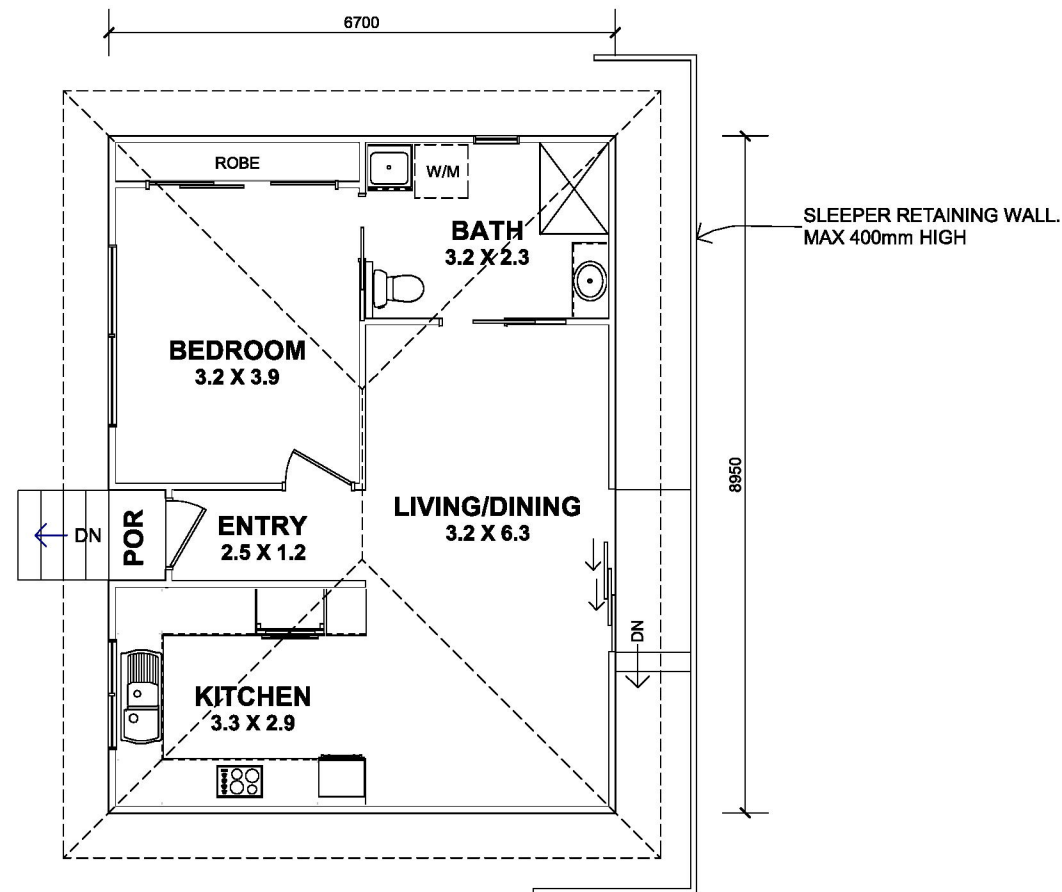 6700
ROBE
W/M
SLEEPER RETAINING WALL.
MAX 400mm HIGH
BATH
3.2 X 2.3
BEDROOM
3.2 X 3.9
8950
LIVING/DINING
3.2 X 6.3
DN
POR
ENTRY
2.5 X 1.2
DN
KITCHEN
3.3 X 2.9